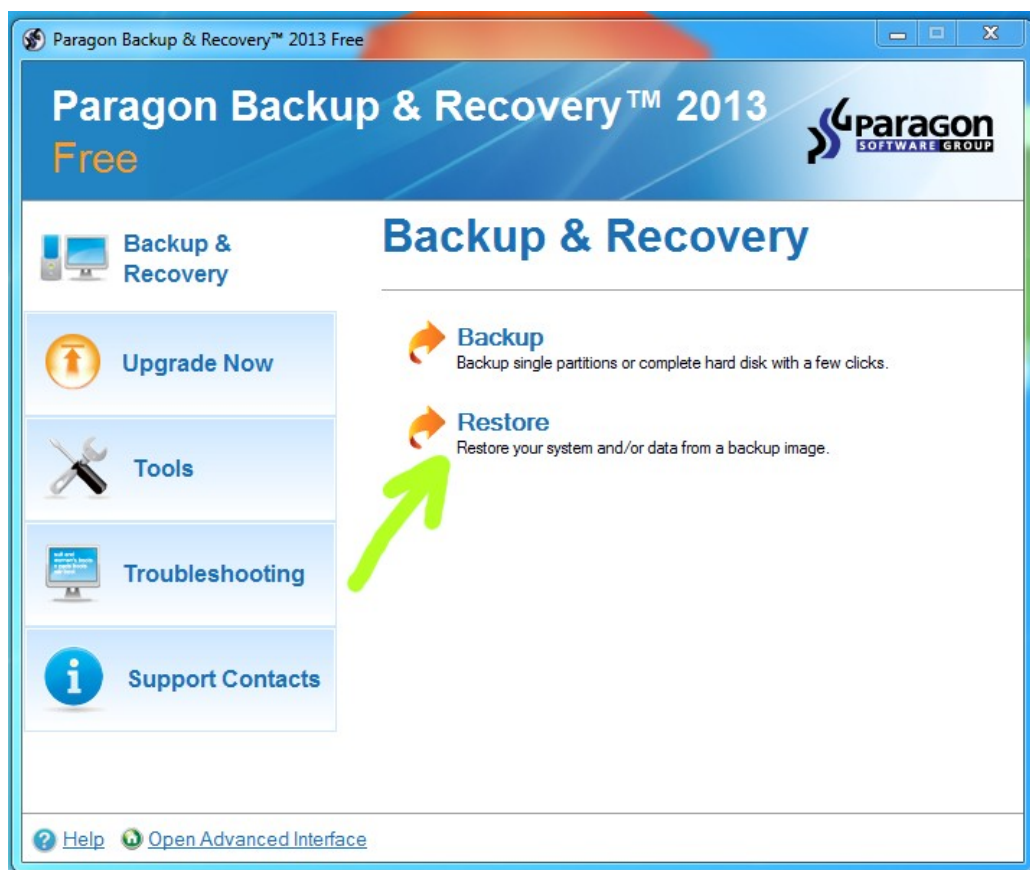 Paragon Backup & Recovery™ 2013 Free
Paragon Backup & Recovery™ 2013
Free
Paragon
SOFTWARE GROUP
Backup &
Recovery
Upgrade Now
Tools
Troubleshooting
Support Contacts
Backup & Recovery
Backup
Backup single partitions or complete hard disk with a few clicks.
Restore
Restore your system and/or data from a backup image.
Help
Open Advanced Interface